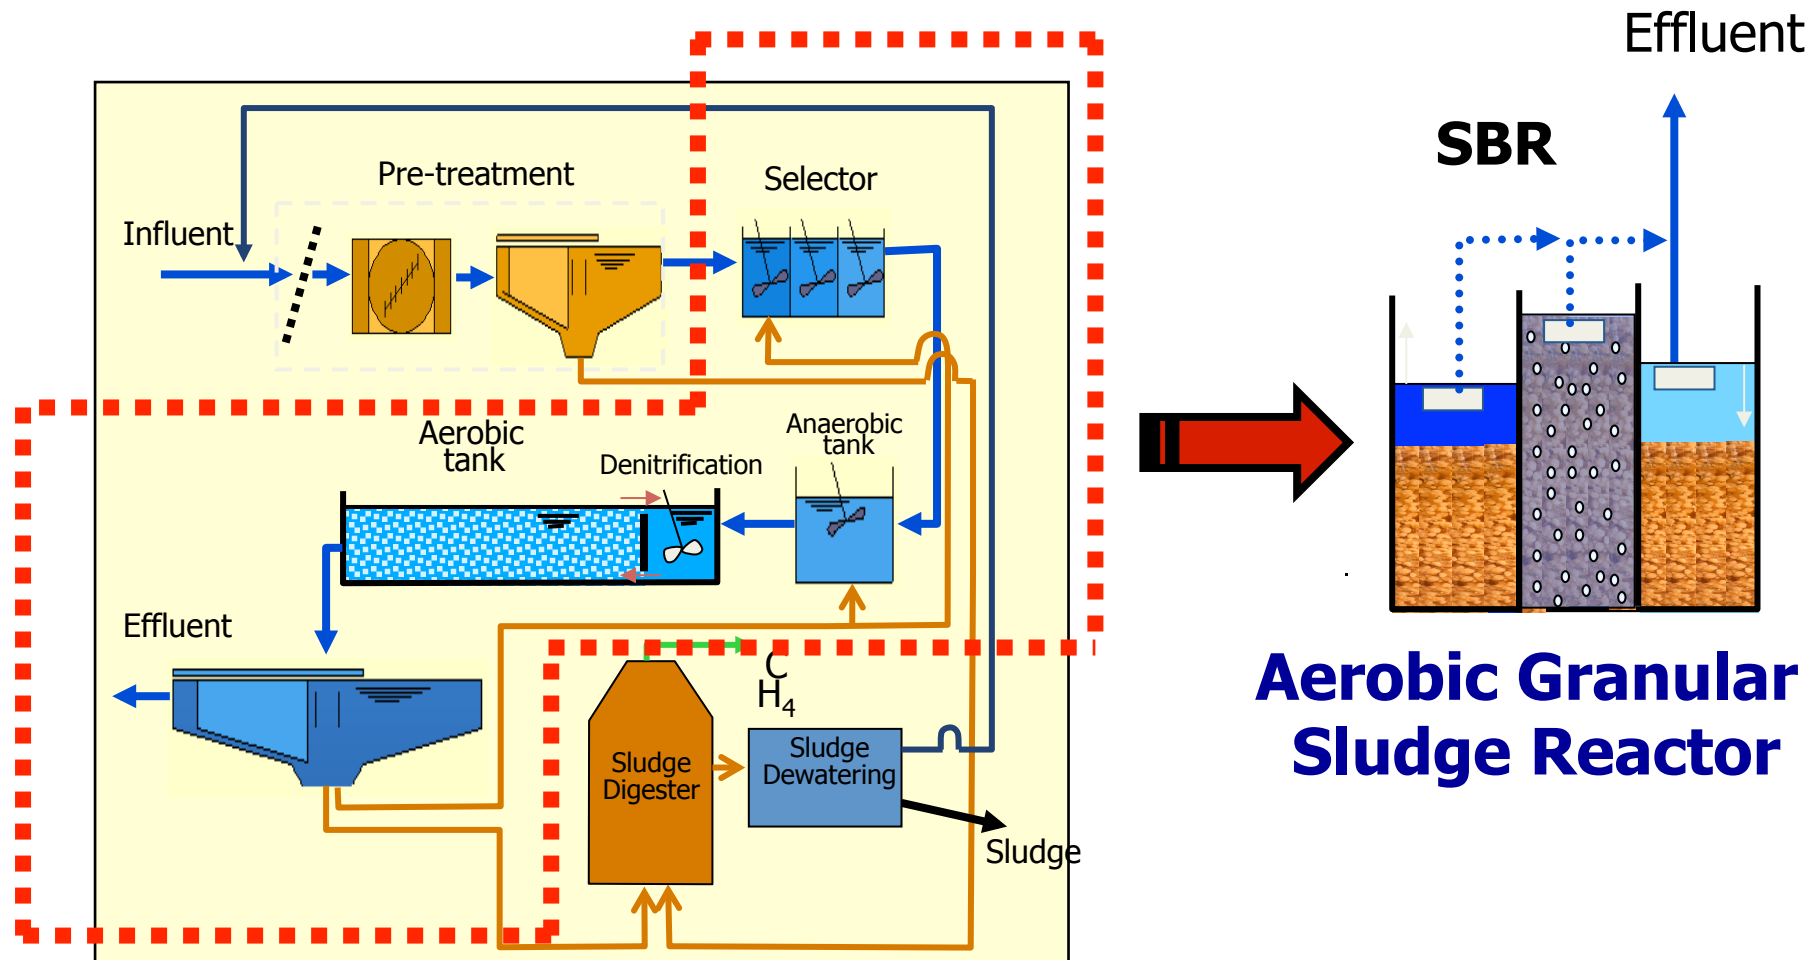 Effluent
SBR
Pre-treatment
Selector
Influent
Aerobic
tank
Anaerobic
tank
Denitrification
Effluent
C
H4
Sludge
Digester
Sludge
Dewatering
Sludge
Aerobic Granular
Sludge Reactor